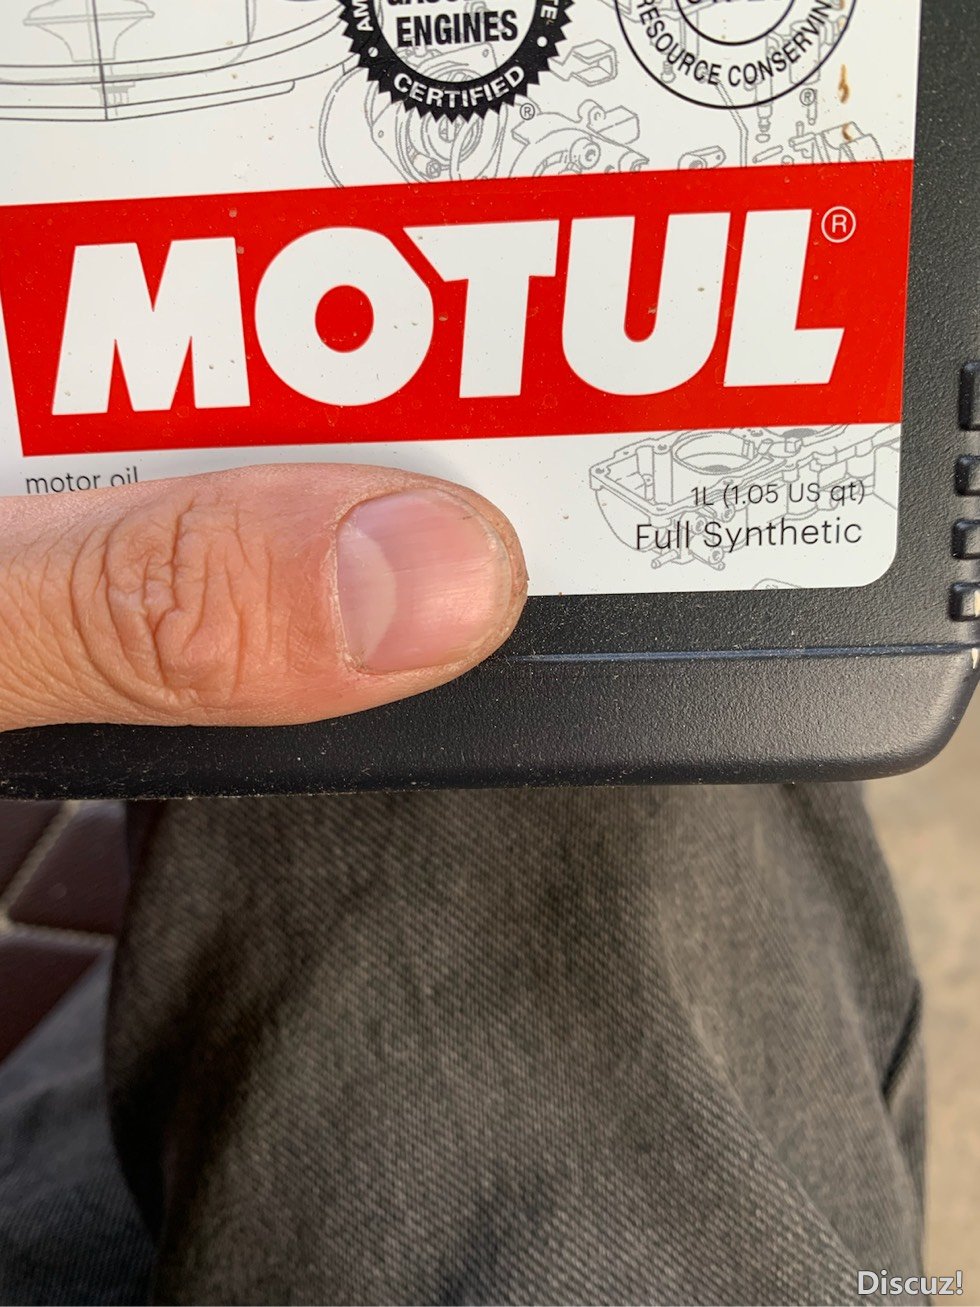 ENGINES
CERTIFIED
®
RESOURCE CONSERVIN
®
MOTUL®
motor oil
1L (1.05 US qt)
Full Synthetic
Discuz!